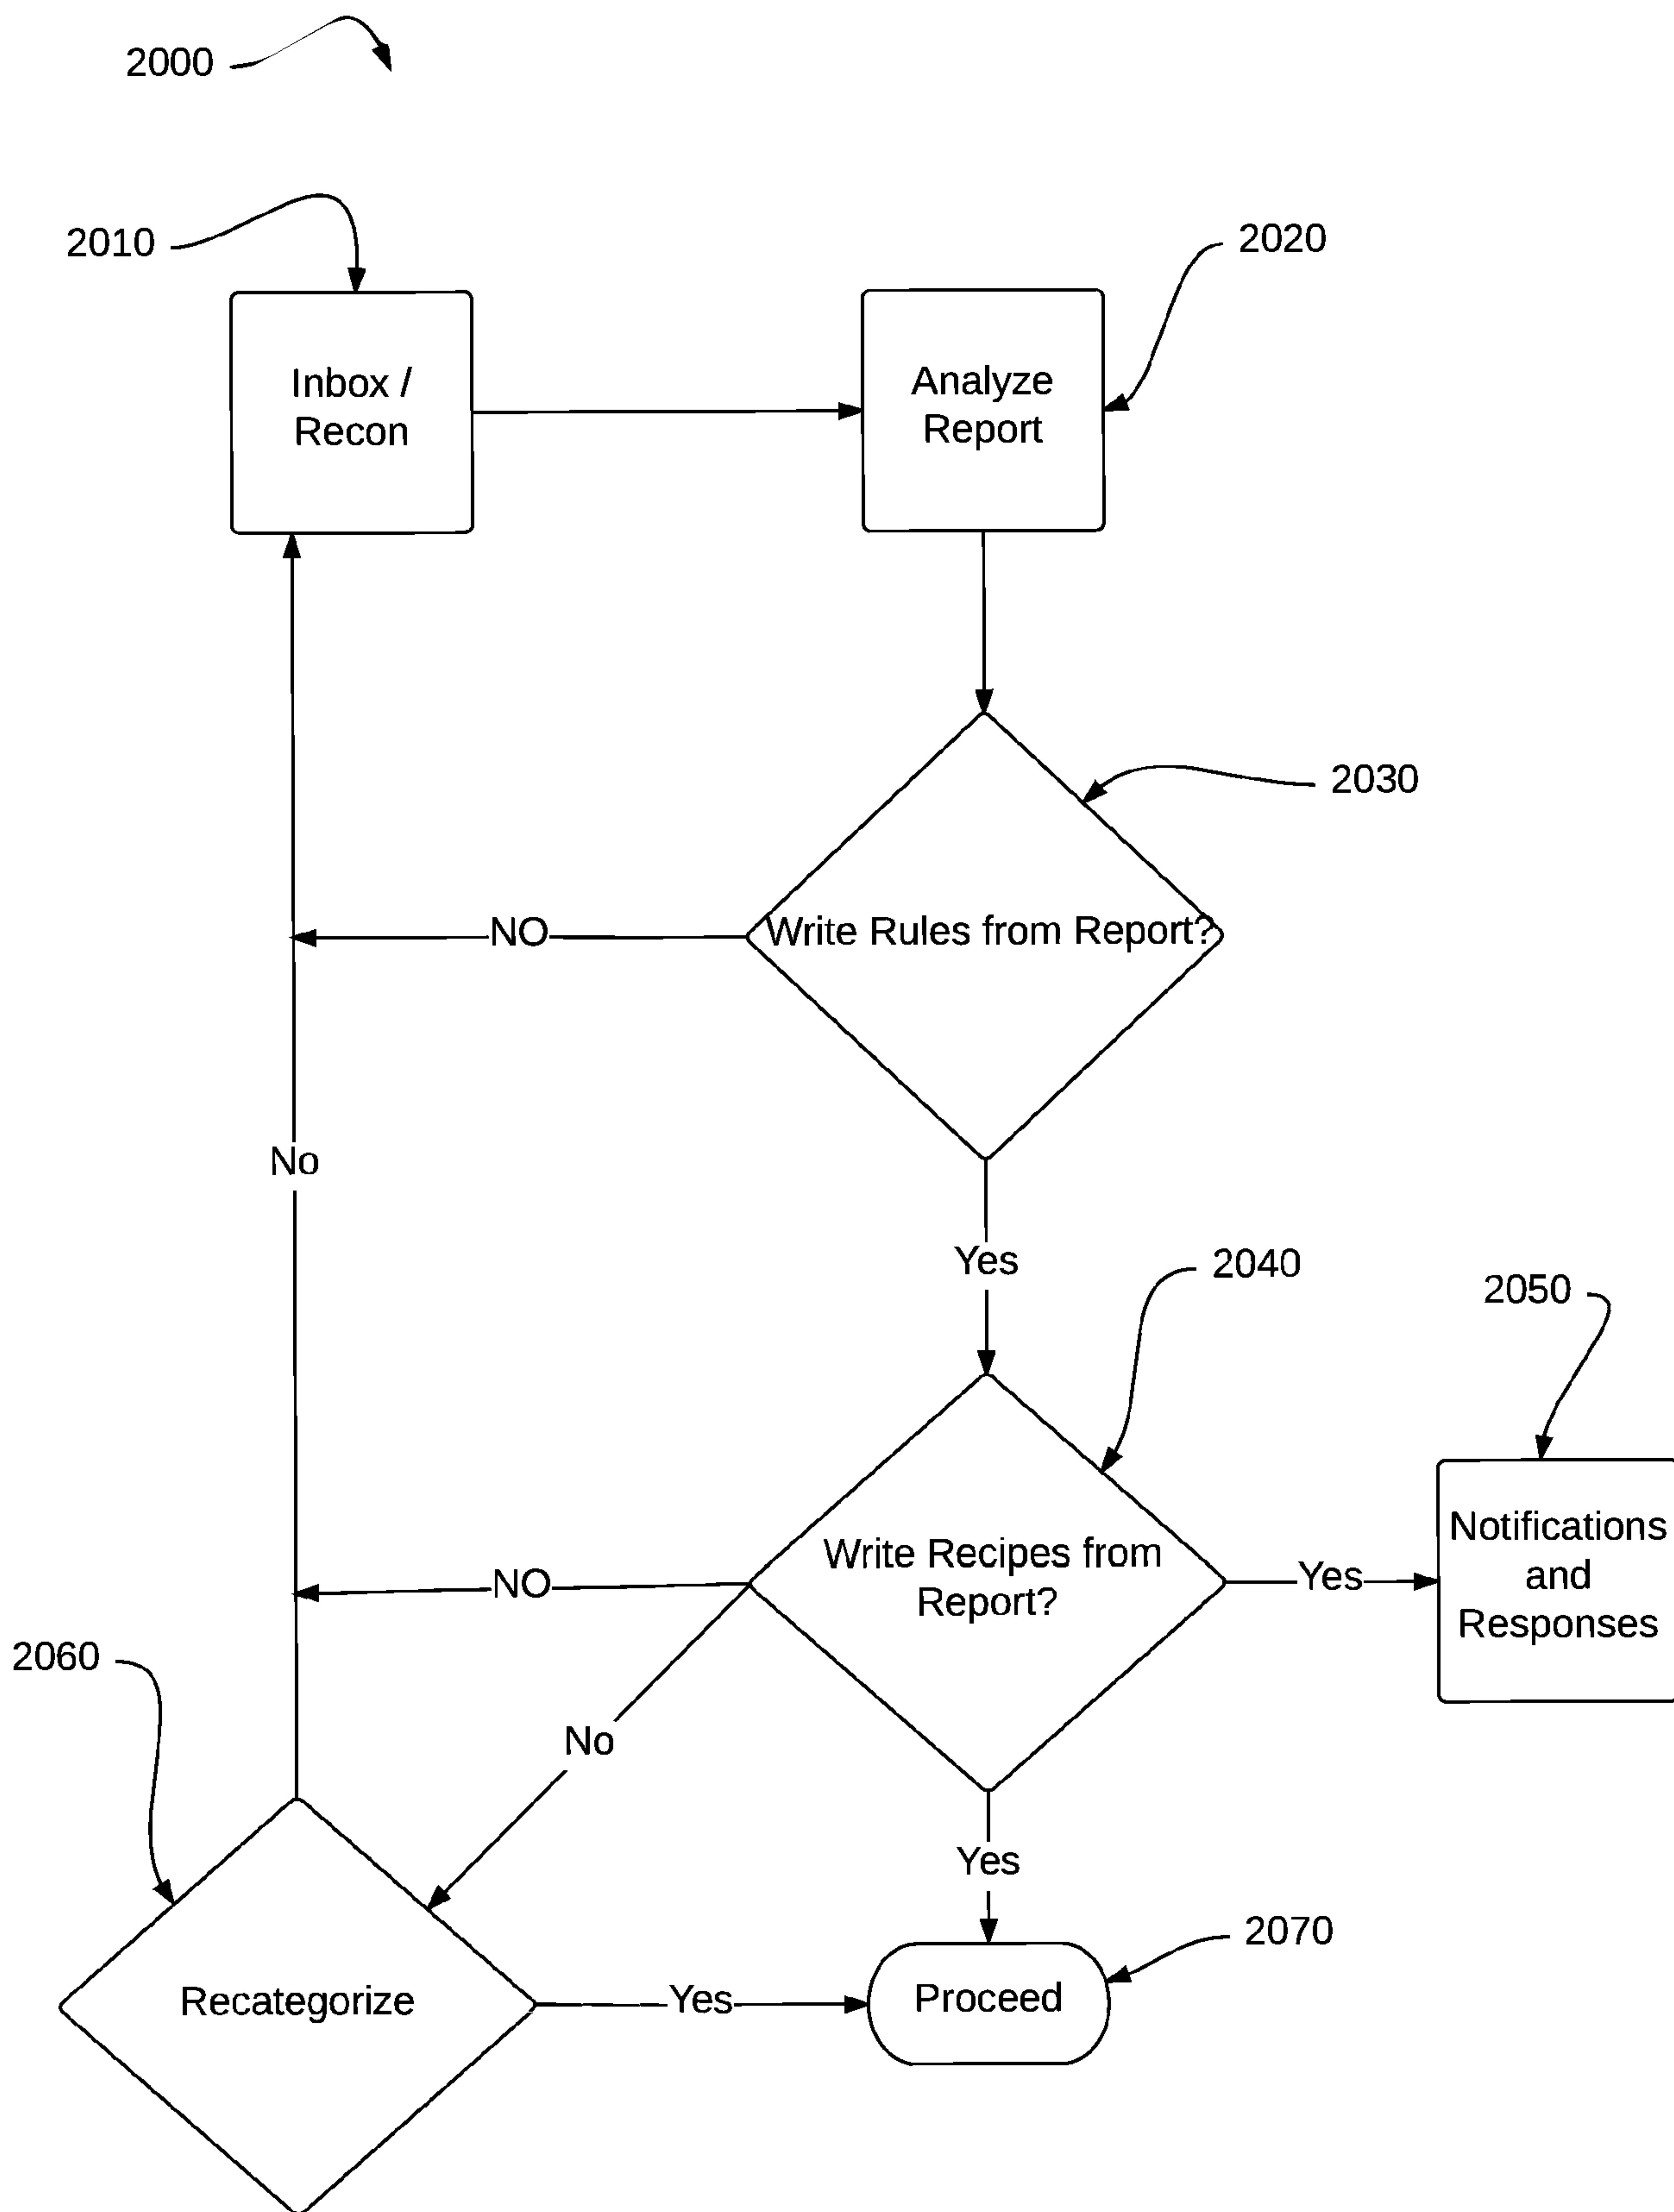 2000
2010
2020
Inbox /
Recon
Analyze
Report
2030
NO
Write Rules from Report?
No
Yes
2040
2050
Notifications
and
Responses
Write Recipes from
Report?
NO
Yes
2060
No
Yes
2070
Recategorize
Yes
Proceed